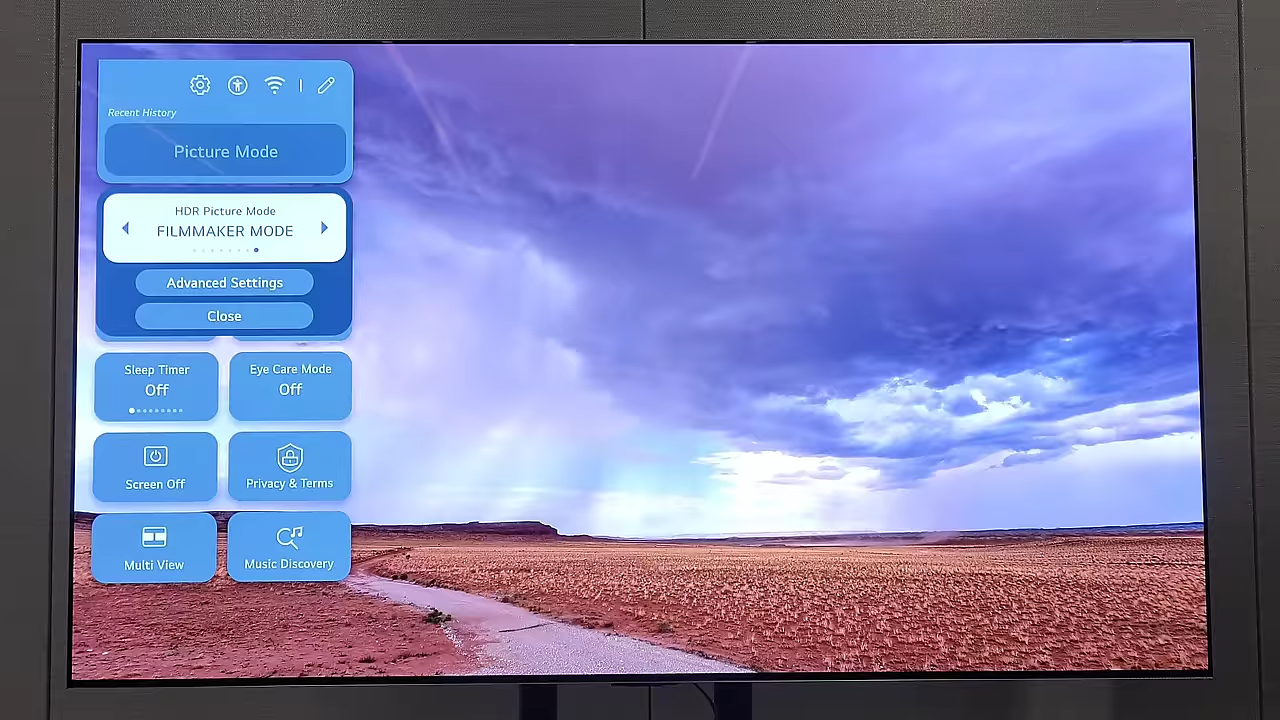 Recent History
Picture Mode
HDR Picture Mode
FILMMAKER MODE
Advanced Settings
Close
Sleep Timer
Off
Eye Care Mode
Off
Screen Off
Privacy & Terms
Multi View
Music Discovery